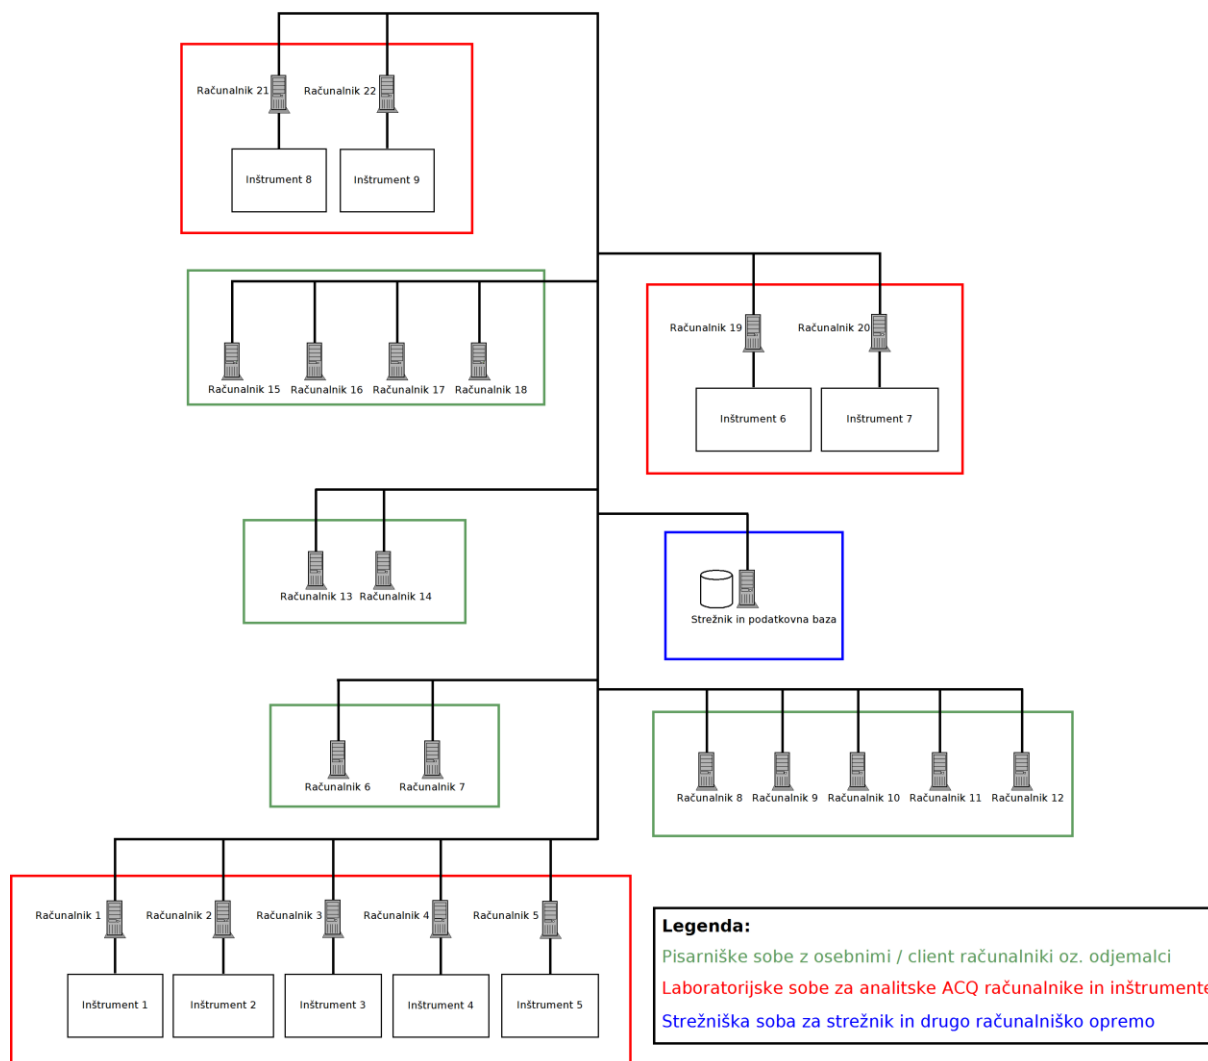 Računalnik 21
Računalnik 22
Inštrument 8
Inštrument 9
Računalnik 19
Računalnik 20
Računalnik 15
Računalnik 16
Računalnik 17
Računalnik 18
Inštrument 6
Inštrument 7
Računalnik 13
Računalnik 14
Strežnik in podatkovna baza
Računalnik 6
Računalnik 7
Računalnik 8
Računalnik 9
Računalnik 10
Računalnik 11
Računalnik 12
Računalnik 1
Računalnik 2
Računalnik 3
Računalnik 4
Računalnik 5
Inštrument 1
Inštrument 2
Inštrument 3
Inštrument 4
Inštrument 5
Legenda:
Pisarniške sobe z osebnimi / client računalniki oz. odjemalci
Laboratorijske sobe za analitske ACQ računalnike in inštrumente
Strežniška soba za strežnik in drugo računalniško opremo